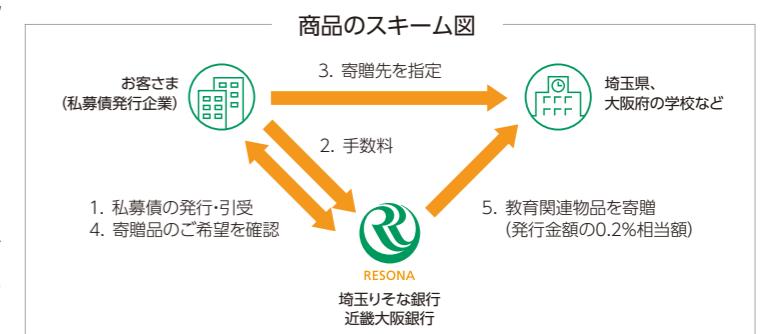 商品のスキーム図
お客さま
(私募債発行企業)
3. 寄贈先を指定
埼玉県、
大阪府の学校など
2. 手数料
1. 私募債の発行・引受
4. 寄贈品のご希望を確認
5. 教育関連物品を寄贈
(発行金額の0.2%相当額)
RESONA
埼玉りそな銀行
近畿大阪銀行